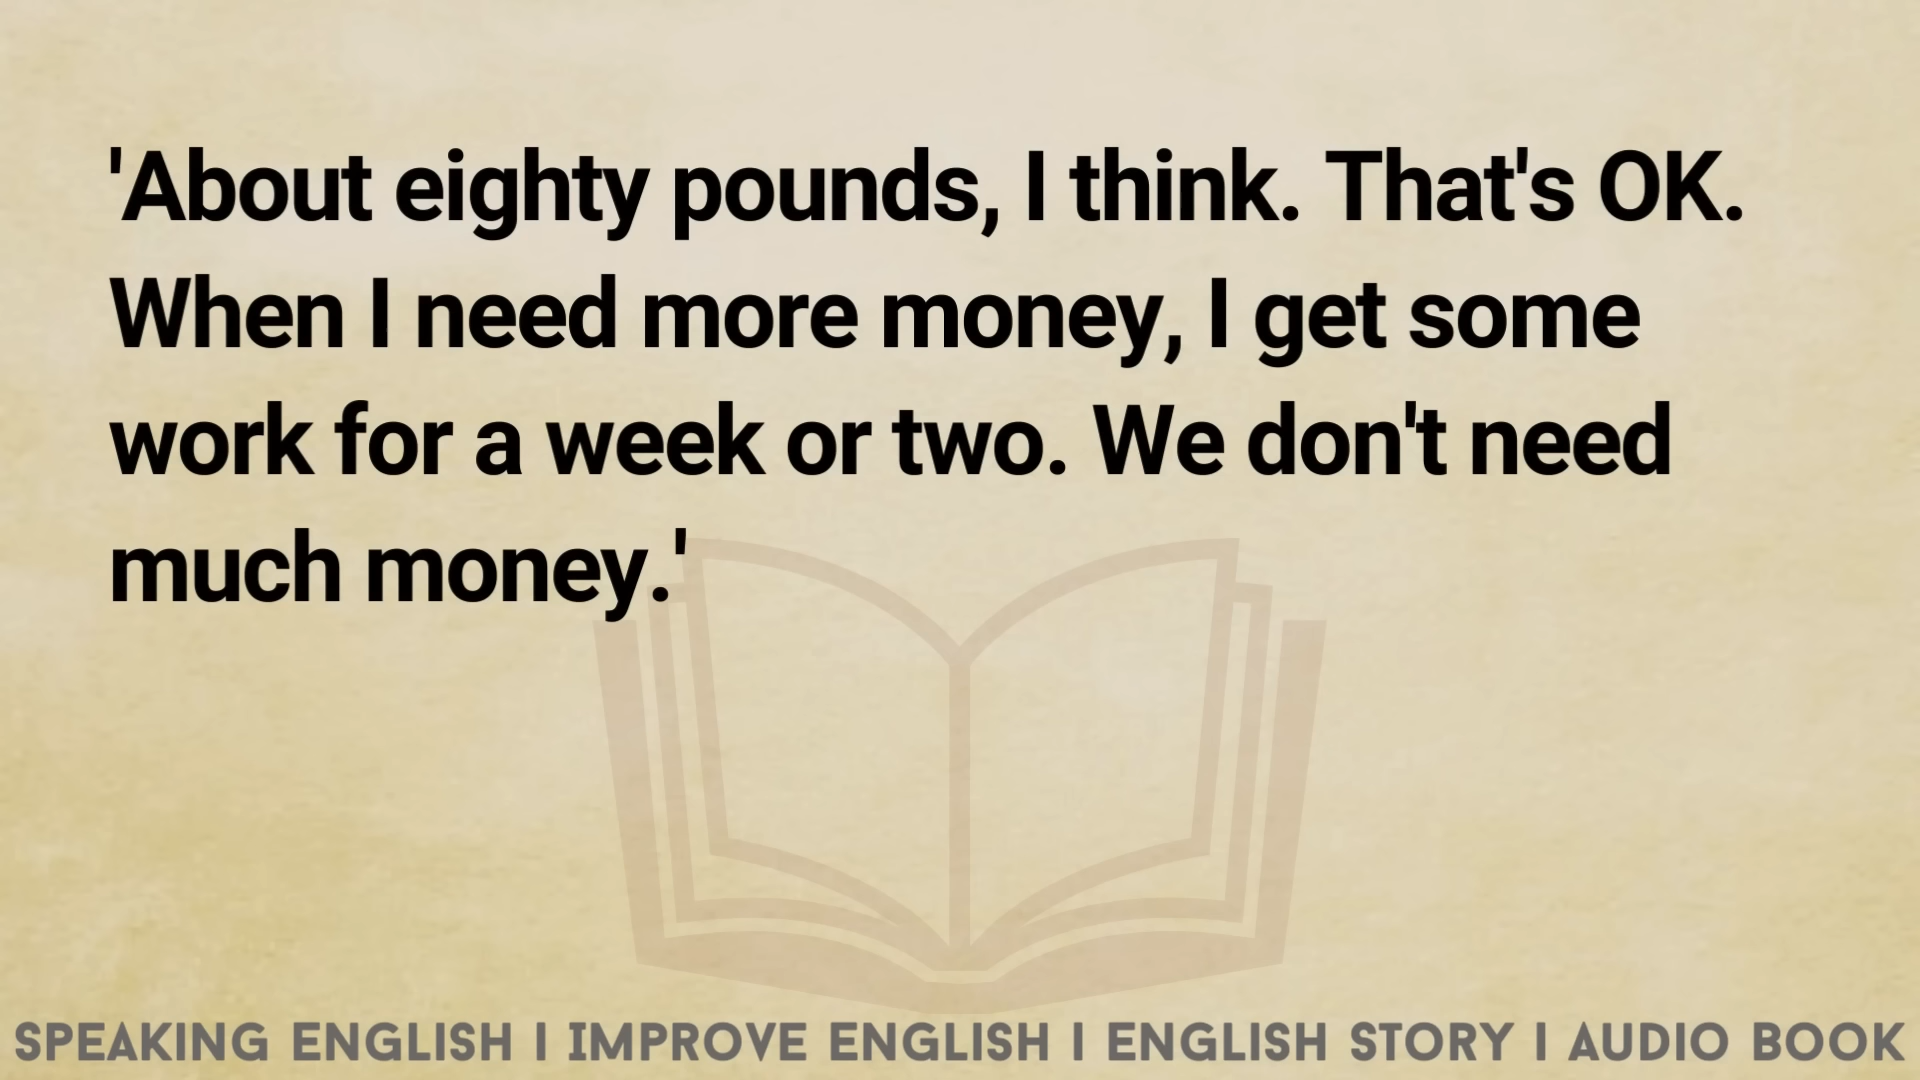 'About eighty pounds, I think. That's OK.
When I need more money, I get some
work for a week or two. We don't need
much money.'
SPEAKING ENGLISH I IMPROVE ENGLISH I ENGLISH STORY I AUDIO BOOK